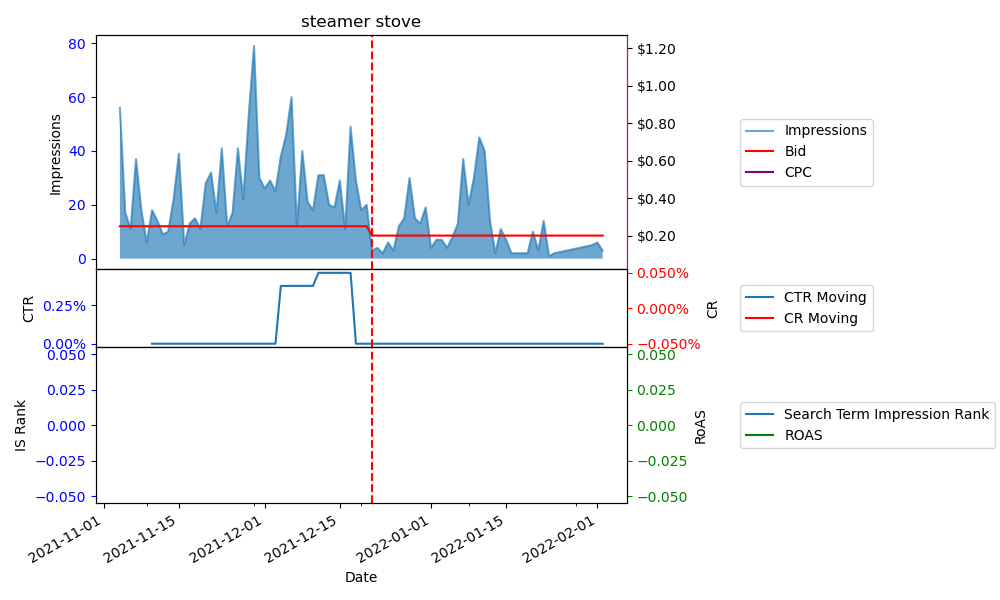 steamer stove
80
60
40
20
0
Impressions
$1.20
$1.00
$0.80
$0.60
$0.40
$0.20
Impressions
Bid
CPC
0.25%
0.00%
CTR
0.050%
0.000%
−0.050%
CR
CTR Moving
CR Moving
0.050
0.025
0.000
−0.025
−0.050
IS Rank
0.050
0.025
0.000
−0.025
−0.050
RoAS
Search Term Impression Rank
ROAS
2021-11-01
2021-11-15
2021-12-01
2021-12-15
2022-01-01
2022-01-15
2022-02-01
Date